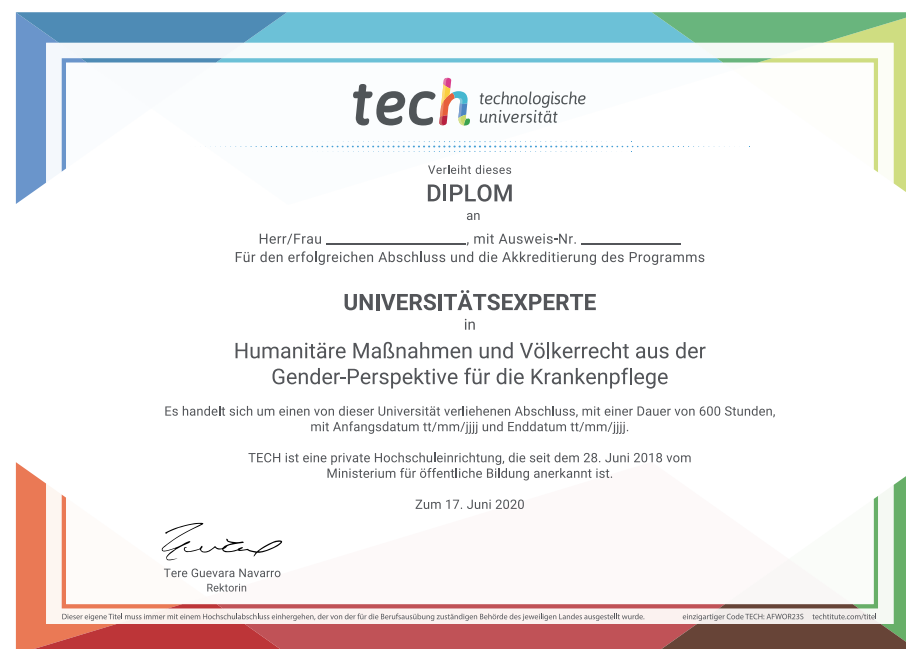 tech technologische
universität
Verleiht dieses
DIPLOM
an
Herr/Frau ____________________, mit Ausweis-Nr. ______________
Für den erfolgreichen Abschluss und die Akkreditierung des Programms
UNIVERSITÄTSEXPERTE
in
Humanitäre Maßnahmen und Völkerrecht aus der
Gender-Perspektive für die Krankenpflege
Es handelt sich um einen von dieser Universität verliehenen Abschluss, mit einer Dauer von 600 Stunden,
mit Anfangsdatum tt/mm/jjjj und Enddatum tt/mm/jjjj.
TECH ist eine private Hochschuleinrichtung, die seit dem 28. Juni 2018 vom
Ministerium für öffentliche Bildung anerkannt ist.
Zum 17. Juni 2020
Tere Guevara Navarro
Rektorin
Dieser eigene Titel muss immer mit einem Hochschulabschluss einhergehen, der von der für die Berufsausübung zuständigen Behörde des jeweiligen Landes ausgestellt wurde. einzigartiger Code TECH: AFWOR23S techtitute.com/titel